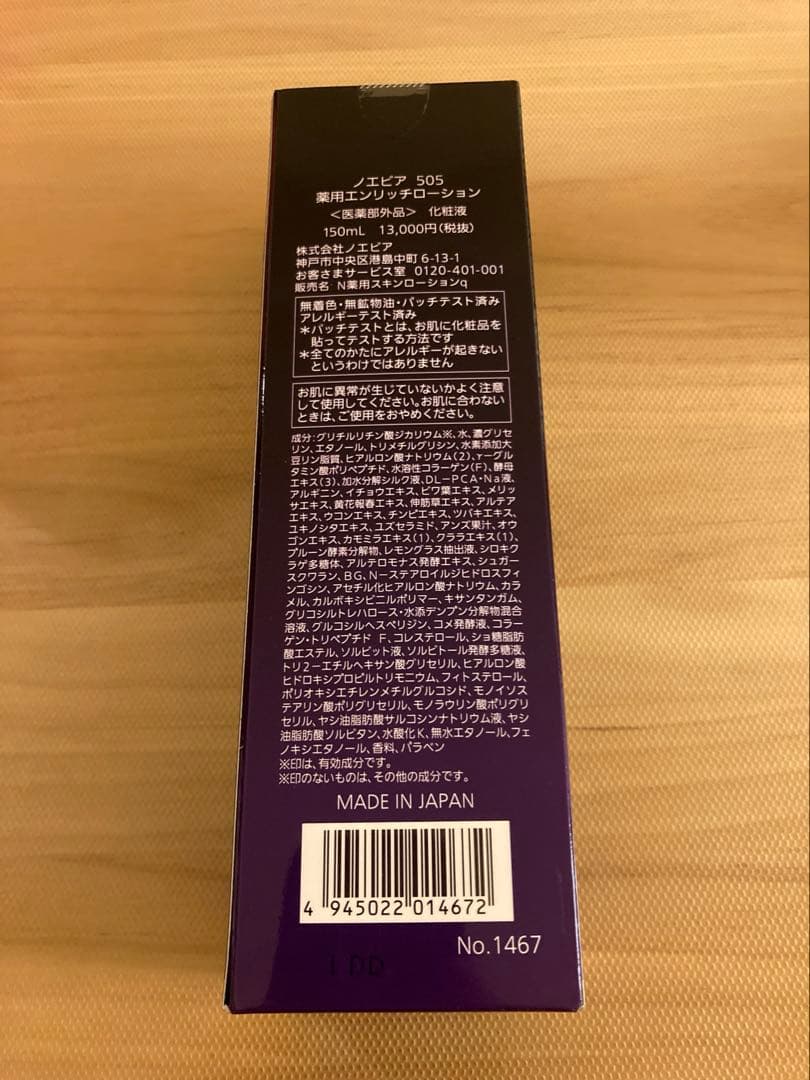 ノエビア 505
薬用エンリッチローション
＜医薬部外品＞ 化粧液
150mL 13,000円(税抜)
株式会社ノエビア
神戸市中央区港島中町 6-13-1
お客さまサービス室 0120-401-001
販売名：N薬用スキンローションq
無着色・無鉱物油・パッチテスト済み
アレルギーテスト済み
＊パッチテストとは、お肌に化粧品を
貼ってテストする方法です
＊全てのかたにアレルギーが起きない
というわけではありません
お肌に異常が生じていないかよく注意
して使用してください。お肌に合わない
ときは、ご使用をおやめください。
成分：グリチルリチン酸ジカリウム※、水、濃グリセ
リン、エタノール、トリメチルグリシン、水素添加大
豆リン脂質、ヒアルロン酸ナトリウム(2)、γ-グル
タミン酸ポリペプチド、水溶性コラーゲン(F)、酵母
エキス(3)、加水分解シルク液、DL-PCA・Na液、
アルギニン、イチョウエキス、ビワ葉エキス、メリッ
サエキス、黄花報春エキス、伸筋草エキス、アルテア
エキス、ウコンエキス、チンピエキス、ツバキエキス、
ユキノシタエキス、ユズセラミド、アンズ果汁、オウ
ゴンエキス、カモミラエキス(1)、クララエキス(1)、
プルーン酵素分解物、レモングラス抽出液、シロキク
ラゲ多糖体、アルテロモナス発酵エキス、シュガー
スクワラン、BG、N-ステアロイルジヒドロスフィ
ンゴシン、アセチル化ヒアルロン酸ナトリウム、カラ
メル、カルボキシビニルポリマー、キサンタンガム、
グリコシルトレハロース・水添デンプン分解物混合
溶液、グルコシルヘスペリジン、コメ発酵液、コラー
ゲン・トリペプチド F、コレステロール、ショ糖脂肪
酸エステル、ソルビット液、ソルビトール発酵多糖液、
トリ2-エチルヘキサン酸グリセリル、ヒアルロン酸
ヒドロキシプロピルトリモニウム、フィトステロール、
ポリオキシエチレンメチルグルコシド、モノイソス
テアリン酸ポリグリセリル、モノラウリン酸ポリグリ
セリル、ヤシ油脂肪酸サルコシンナトリウム液、ヤシ
油脂肪酸ソルビタン、水酸化K、無水エタノール、フェ
ノキシエタノール、香料、パラベン
※印は、有効成分です。
※印のないものは、その他の成分です。
MADE IN JAPAN
4 945022 014672
No.1467